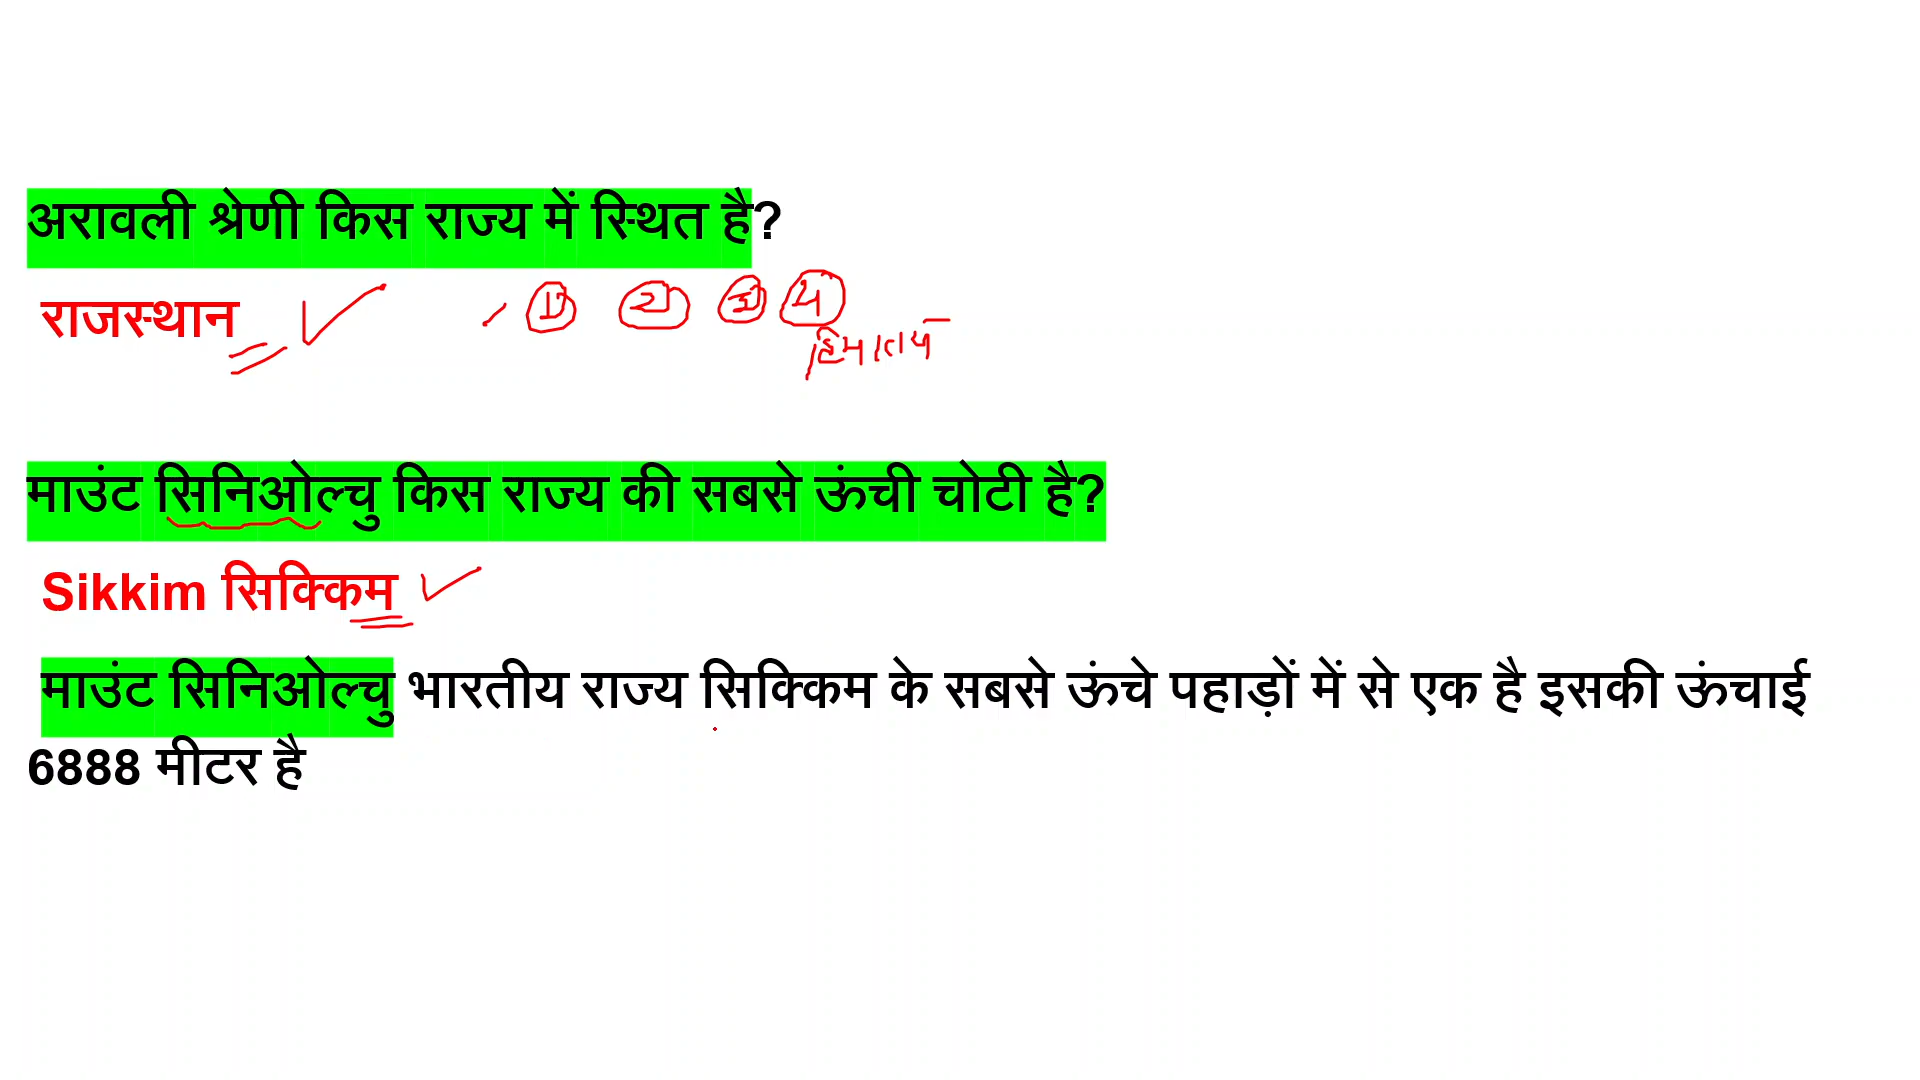 अरावली श्रेणी किस राज्य में स्थित है?
राजस्थान
1 2 3 4
हिमालय
माउंट सिनिओल्चु किस राज्य की सबसे ऊंची चोटी है?
Sikkim सिक्किम
माउंट सिनिओल्चु भारतीय राज्य सिक्किम के सबसे ऊंचे पहाड़ों में से एक है इसकी ऊंचाई
6888 मीटर है